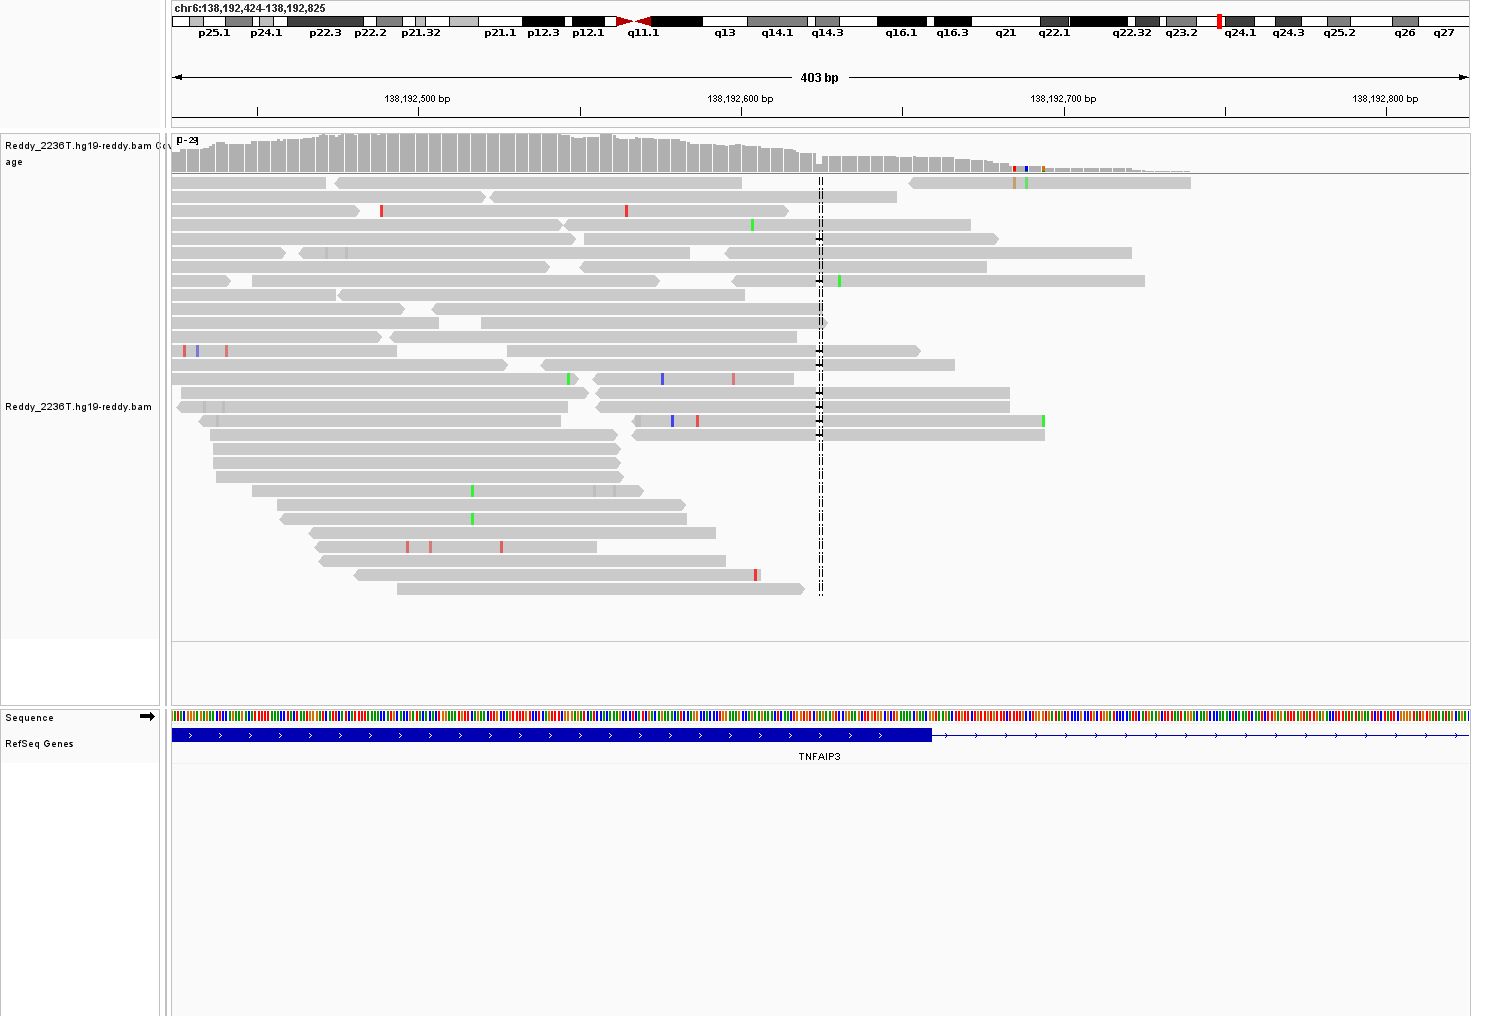 chr6:138,192,424-138,192,825
p25.1 p24.1 p22.3 p22.2 p21.32 p21.1 p12.3 p12.1 q11.1 q13 q14.1 q14.3 q16.1 q16.3 q21 q22.1 q22.32 q23.2 q24.1 q24.3 q25.2 q26 q27
403 bp
138,192,500 bp 138,192,600 bp 138,192,700 bp 138,192,800 bp
[0-29]
Reddy_2236T.hg19-reddy.bam Cov
age
Reddy_2236T.hg19-reddy.bam
Sequence
RefSeq Genes
TNFAIP3